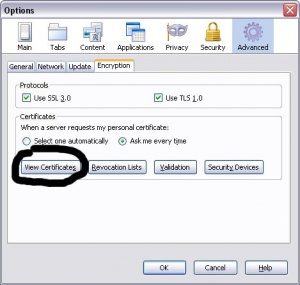 Options
Main Tabs Content Applications Privacy Security Advanced
General Network Update Encryption
Protocols
Use SSL 3.0 Use TLS 1.0
Certificates
When a server requests my personal certificate:
Select one automatically Ask me every time
View Certificates Revocation Lists Validation Security Devices
OK Cancel Help